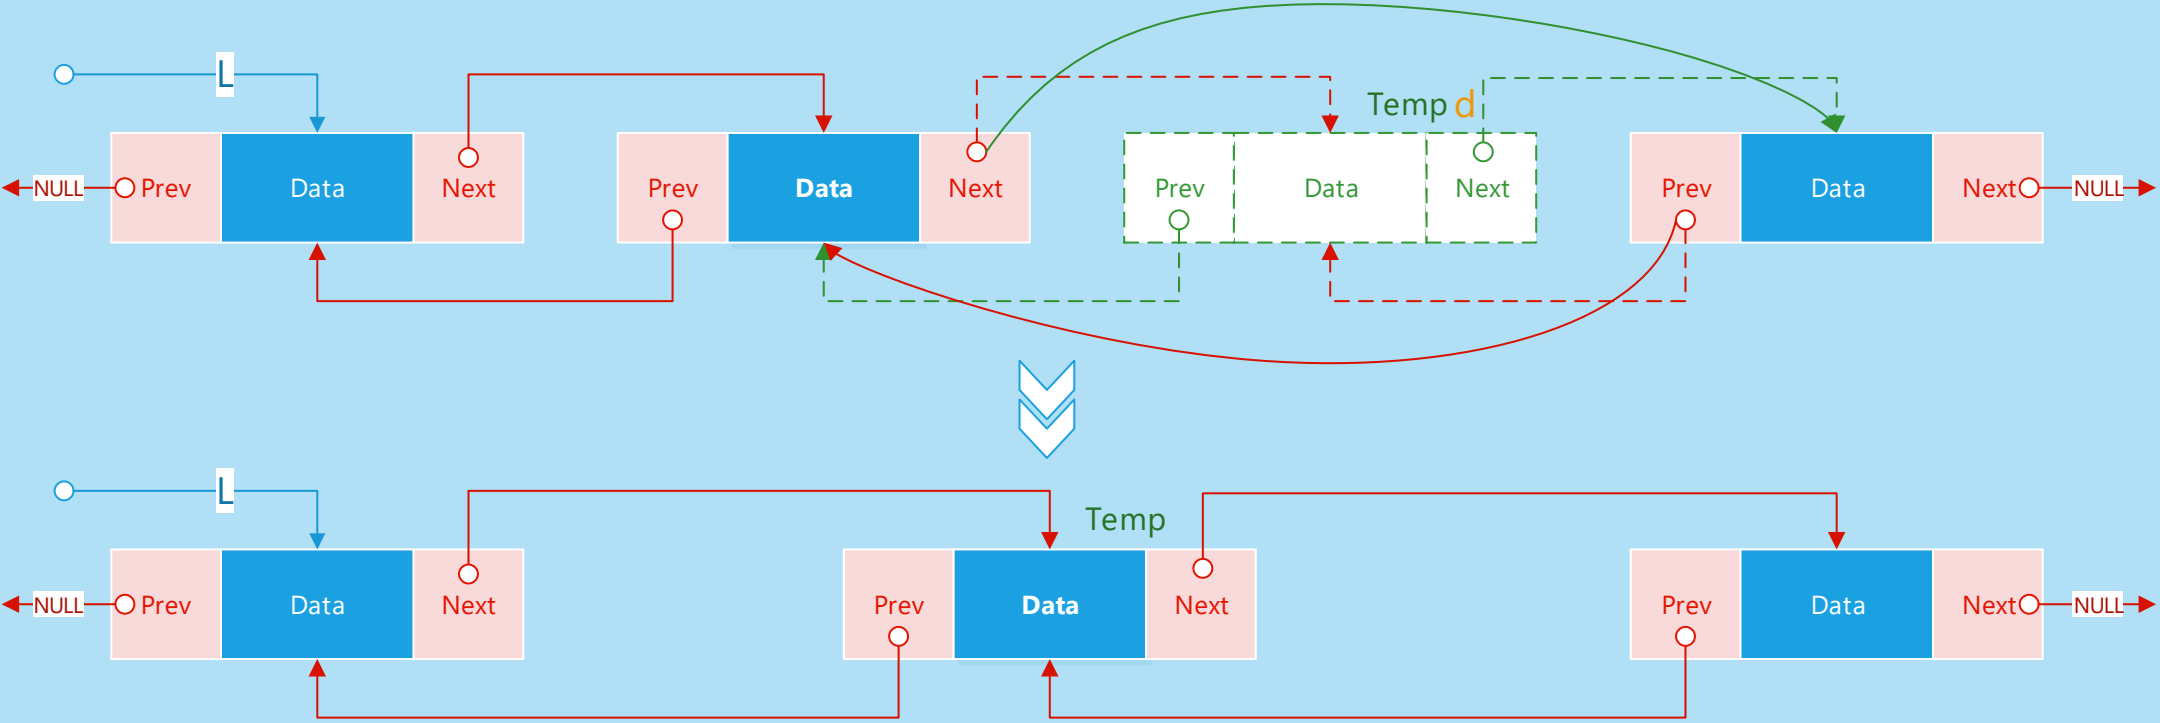 L
Temp d
NULL Prev Data Next Prev Data Next Prev Data Next Prev Data Next NULL
L
Temp
NULL Prev Data Next Prev Data Next Prev Data Next NULL